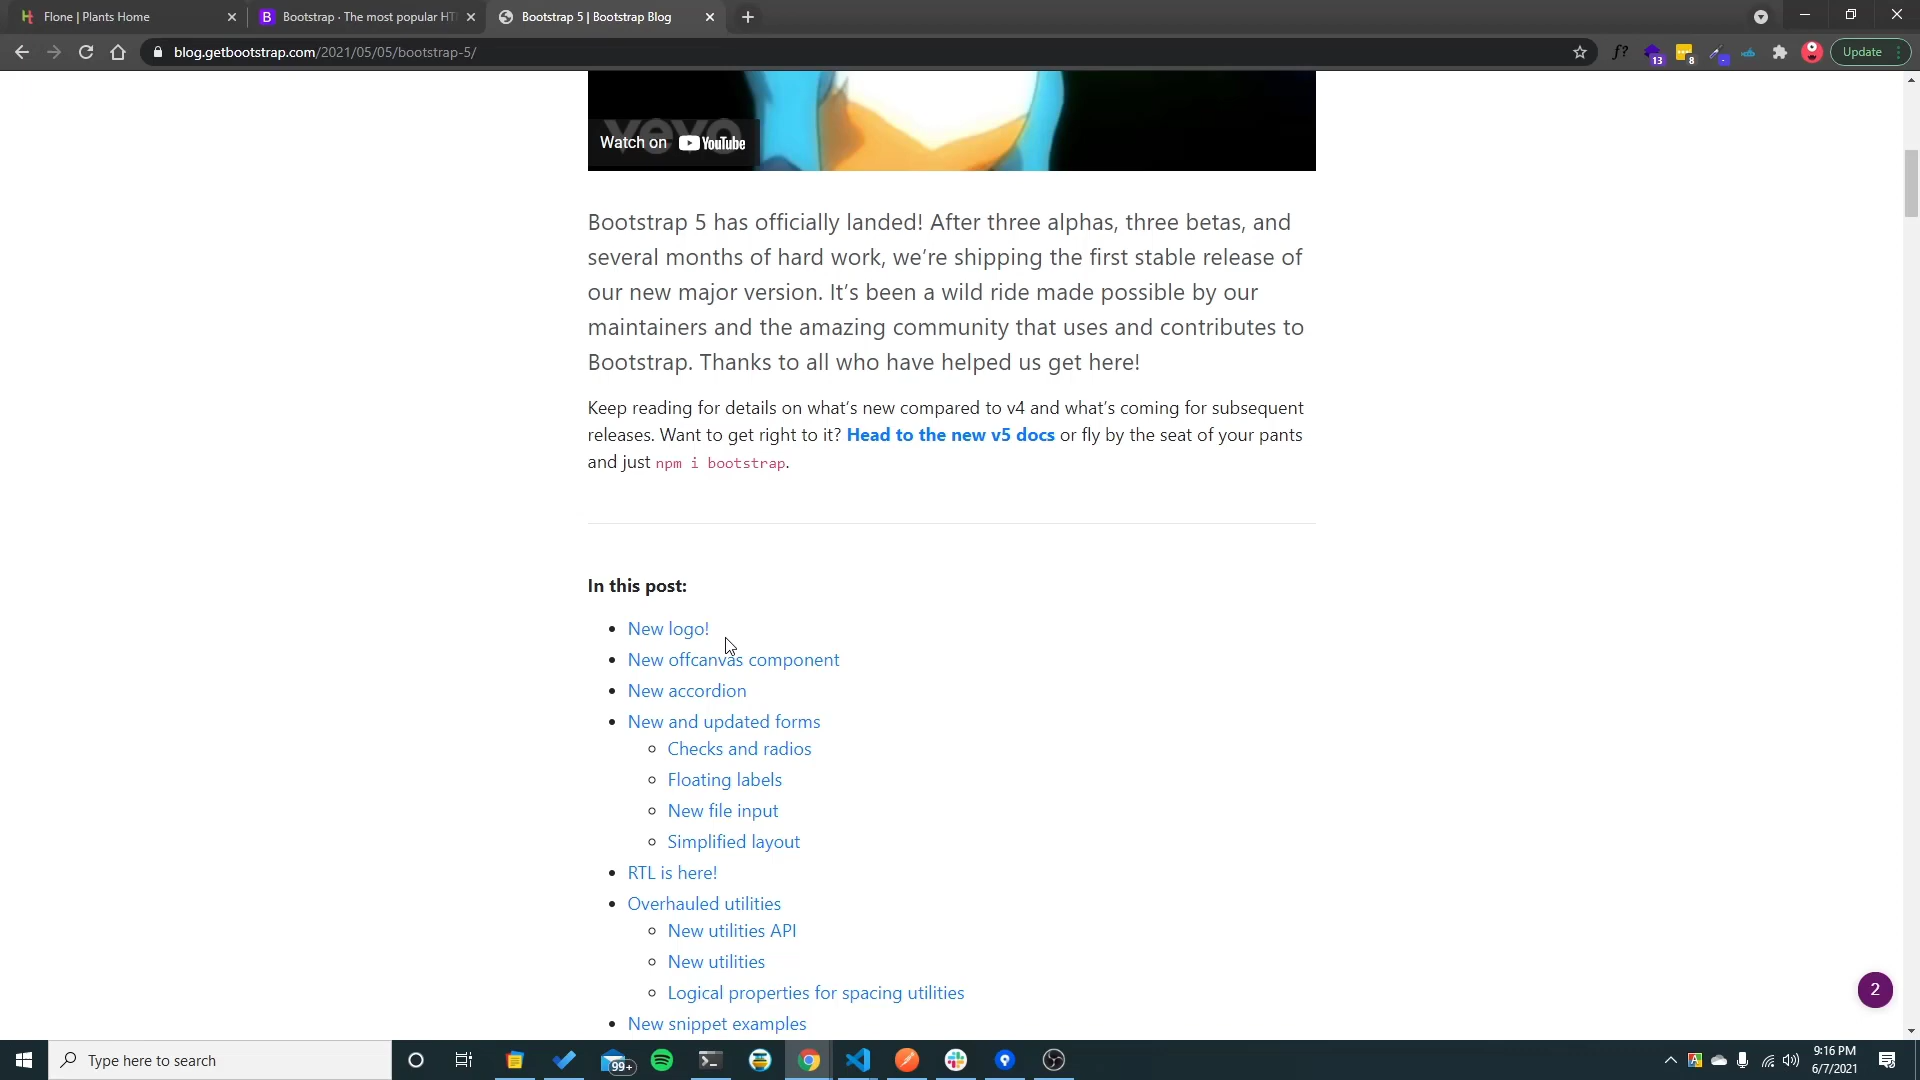 Flone | Plants Home
Bootstrap · The most popular HT
Bootstrap 5 | Bootstrap Blog
blog.getbootstrap.com/2021/05/05/bootstrap-5/
f?
13
8
Update
vevo
Watch on YouTube
Bootstrap 5 has officially landed! After three alphas, three betas, and
several months of hard work, we’re shipping the first stable release of
our new major version. It’s been a wild ride made possible by our
maintainers and the amazing community that uses and contributes to
Bootstrap. Thanks to all who have helped us get here!
Keep reading for details on what’s new compared to v4 and what’s coming for subsequent
releases. Want to get right to it? Head to the new v5 docs or fly by the seat of your pants
and just npm i bootstrap.
In this post:
New logo!
New offcanvas component
New accordion
New and updated forms
Checks and radios
Floating labels
New file input
Simplified layout
RTL is here!
Overhauled utilities
New utilities API
New utilities
Logical properties for spacing utilities
New snippet examples
2
Type here to search
99+
9:16 PM
6/7/2021